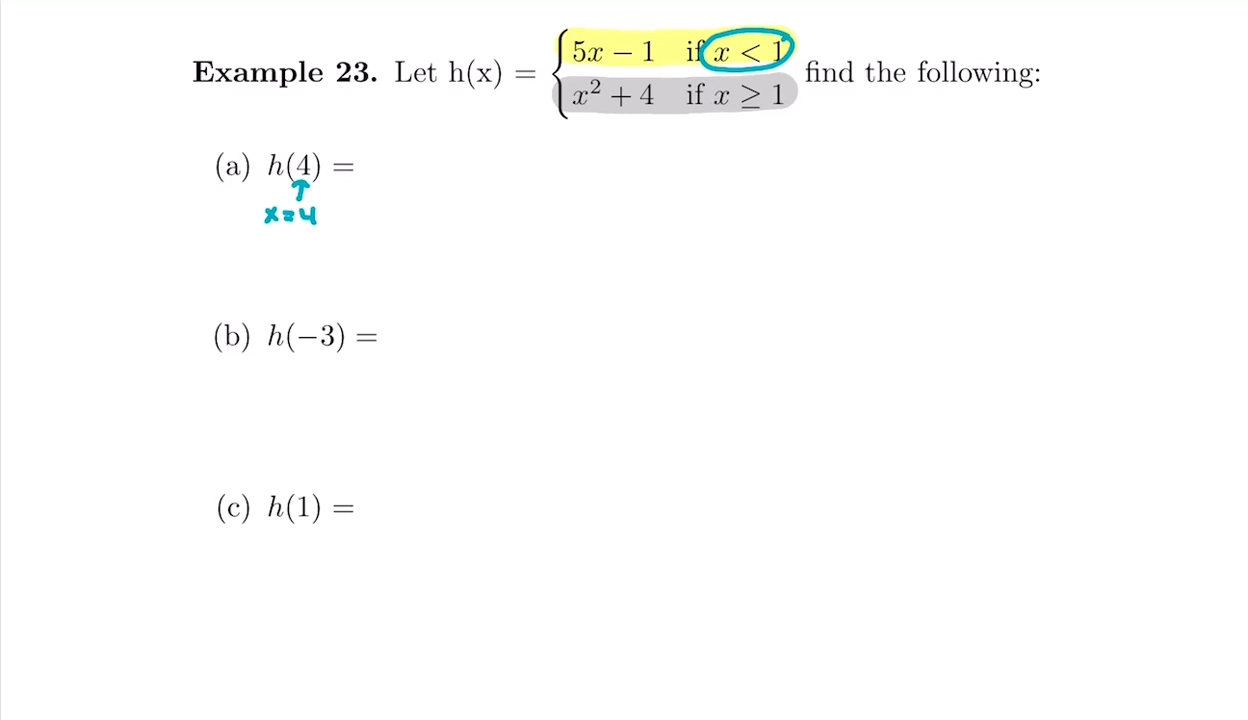 Example 23. Let h(x) = { 5x − 1 if x < 1
x² + 4 if x ≥ 1 find the following:
(a) h(4) =
x=4
(b) h(−3) =
(c) h(1) =